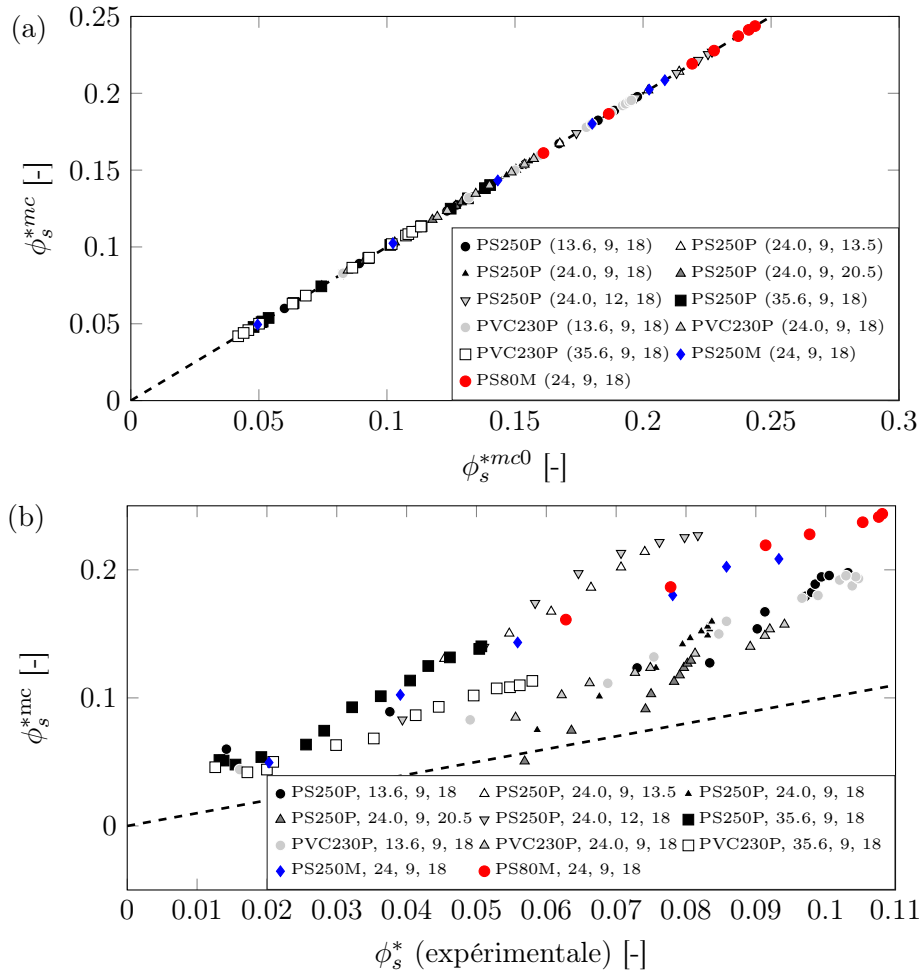 (a)
0.25
0.2
0.15
0.1
0.05
0
ϕ_s^{*mc} [-]
PS250P (13.6, 9, 18) PS250P (24.0, 9, 13.5)
PS250P (24.0, 9, 18) PS250P (24.0, 9, 20.5)
PS250P (24.0, 12, 18) PS250P (35.6, 9, 18)
PVC230P (13.6, 9, 18) PVC230P (24.0, 9, 18)
PVC230P (35.6, 9, 18) PS250M (24, 9, 18)
PS80M (24, 9, 18)
0 0.05 0.1 0.15 0.2 0.25 0.3
ϕ_s^{*mc0} [-]
(b)
0.2
0.1
0
ϕ_s^{*mc} [-]
PS250P, 13.6, 9, 18 PS250P, 24.0, 9, 13.5 PS250P, 24.0, 9, 18
PS250P, 24.0, 9, 20.5 PS250P, 24.0, 12, 18 PS250P, 35.6, 9, 18
PVC230P, 13.6, 9, 18 PVC230P, 24.0, 9, 18 PVC230P, 35.6, 9, 18
PS250M, 24, 9, 18 PS80M, 24, 9, 18
0 0.01 0.02 0.03 0.04 0.05 0.06 0.07 0.08 0.09 0.1 0.11
ϕ_s^* (expérimentale) [-]